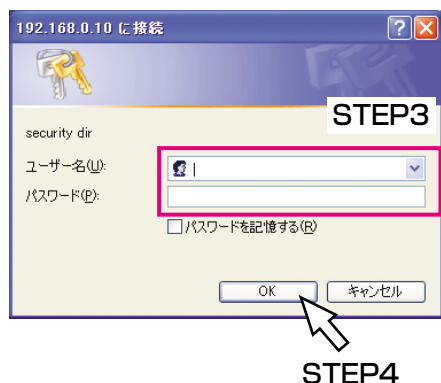 192.168.0.10 に接続
STEP3
security dir
ユーザー名(U):
パスワード(P):
パスワードを記憶する(R)
OK
キャンセル
STEP4